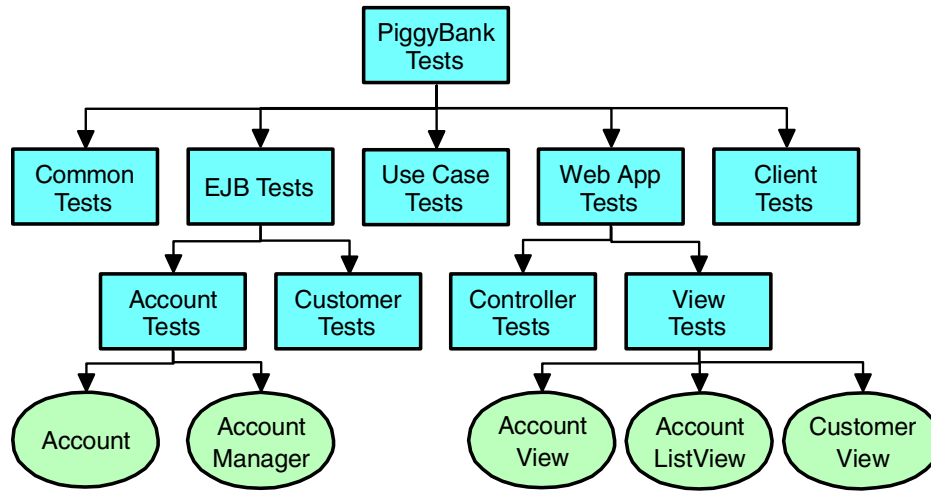 PiggyBank
Tests
Common
Tests
EJB Tests
Use Case
Tests
Web App
Tests
Client
Tests
Account
Tests
Customer
Tests
Controller
Tests
View
Tests
Account
Account
Manager
Account
View
Account
ListView
Customer
View